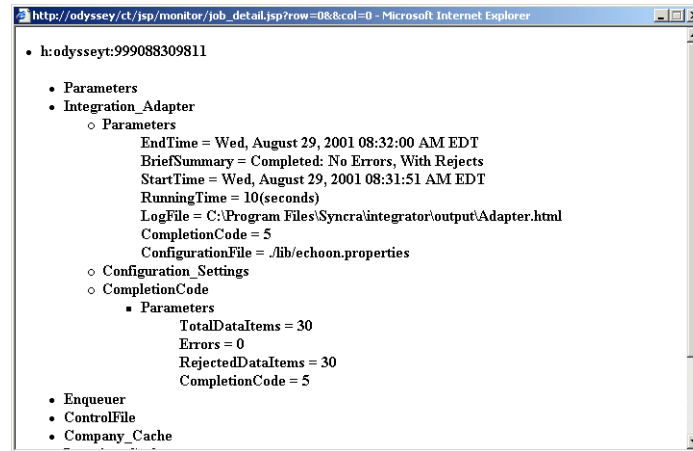 http://odyssey/ct/jsp/monitor/job_detail.jsp?row=0&&col=0 - Microsoft Internet Explorer
h:odysseyt:999088309811
Parameters
Integration_Adapter
Parameters
EndTime = Wed, August 29, 2001 08:32:00 AM EDT
BriefSummary = Completed: No Errors, With Rejects
StartTime = Wed, August 29, 2001 08:31:51 AM EDT
RunningTime = 10(seconds)
LogFile = C:\Program Files\Syncra\integrator\output\Adapter.html
CompletionCode = 5
ConfigurationFile = ./lib/echoon.properties
Configuration_Settings
CompletionCode
Parameters
TotalDataItems = 30
Errors = 0
RejectedDataItems = 30
CompletionCode = 5
Enqueuer
ControlFile
Company_Cache